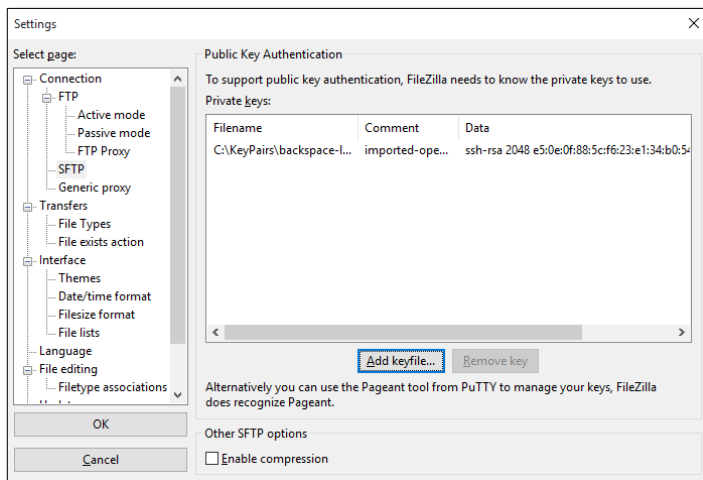 Settings
Select page:
Connection
FTP
Active mode
Passive mode
FTP Proxy
SFTP
Generic proxy
Transfers
File Types
File exists action
Interface
Themes
Date/time format
Filesize format
File lists
Language
File editing
Filetype associations
OK
Cancel
Public Key Authentication
To support public key authentication, FileZilla needs to know the private keys to use.
Private keys:
Filename Comment Data
C:\KeyPairs\backspace-l... imported-ope... ssh-rsa 2048 e5:0e:0f:88:5c:f6:23:e1:34:b0:54
Add keyfile... Remove key
Alternatively you can use the Pageant tool from PuTTY to manage your keys, FileZilla
does recognize Pageant.
Other SFTP options
Enable compression